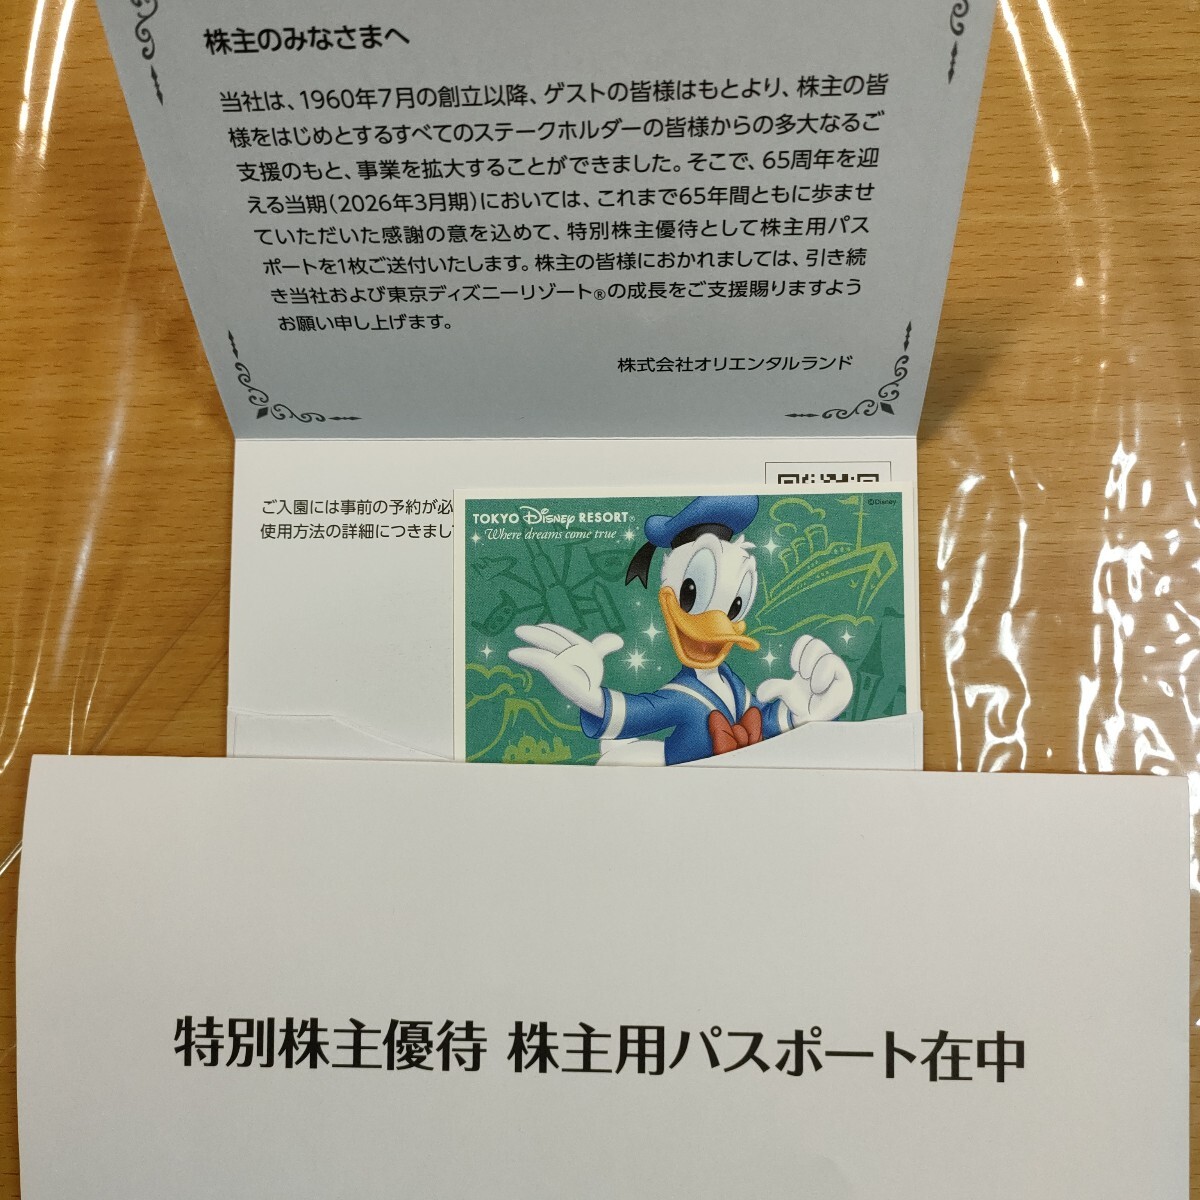 株主のみなさまへ
当社は、1960年7月の創立以降、ゲストの皆様はもとより、株主の皆
様をはじめとするすべてのステークホルダーの皆様からの多大なるご
支援のもと、事業を拡大することができました。そこで、65周年を迎
える当期(2026年3月期)においては、これまで65年間ともに歩ませ
ていただいた感謝の意を込めて、特別株主優待として株主用パス
ポートを1枚ご送付いたします。株主の皆様におかれましては、引き続
き当社および東京ディズニーリゾート®の成長をご支援賜りますよう
お願い申し上げます。
株式会社オリエンタルランド
ご入園には事前の予約が必
使用方法の詳細につきまし
©Disney
TOKYO Disney RESORT®
Where dreams come true
特別株主優待 株主用パスポート在中